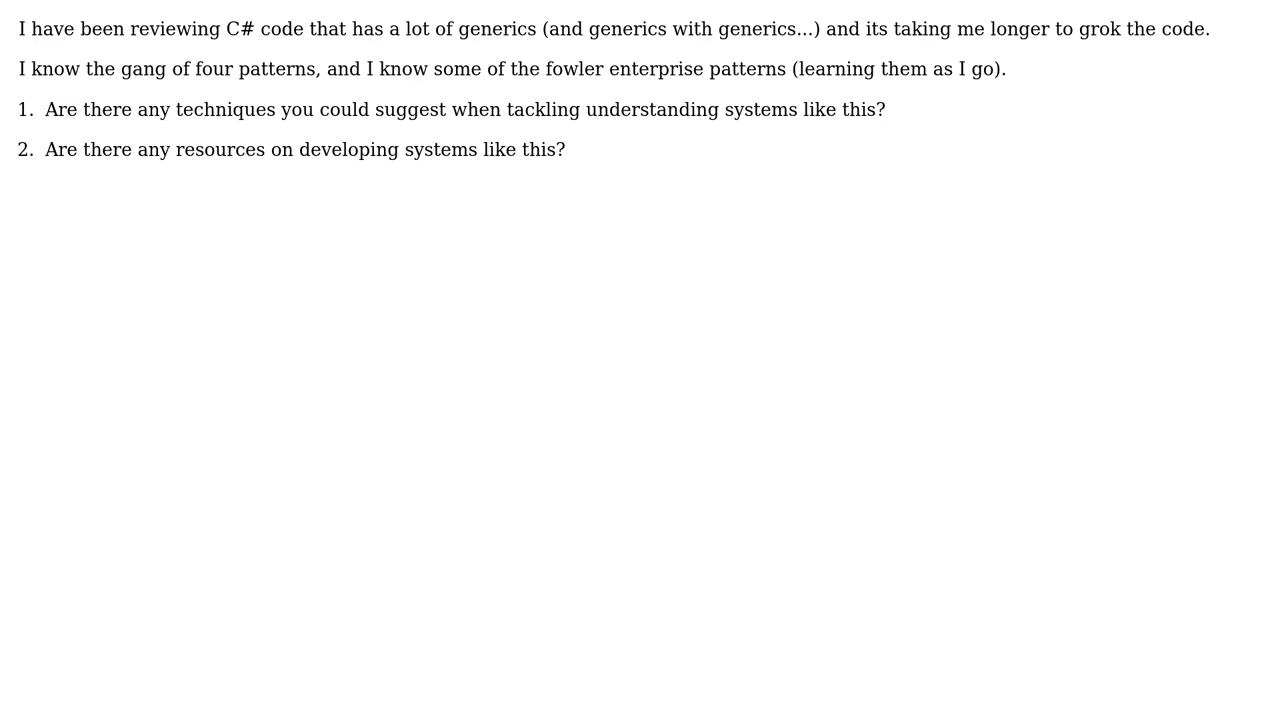 I have been reviewing C# code that has a lot of generics (and generics with generics...) and its taking me longer to grok the code.
I know the gang of four patterns, and I know some of the fowler enterprise patterns (learning them as I go).
1. Are there any techniques you could suggest when tackling understanding systems like this?
2. Are there any resources on developing systems like this?